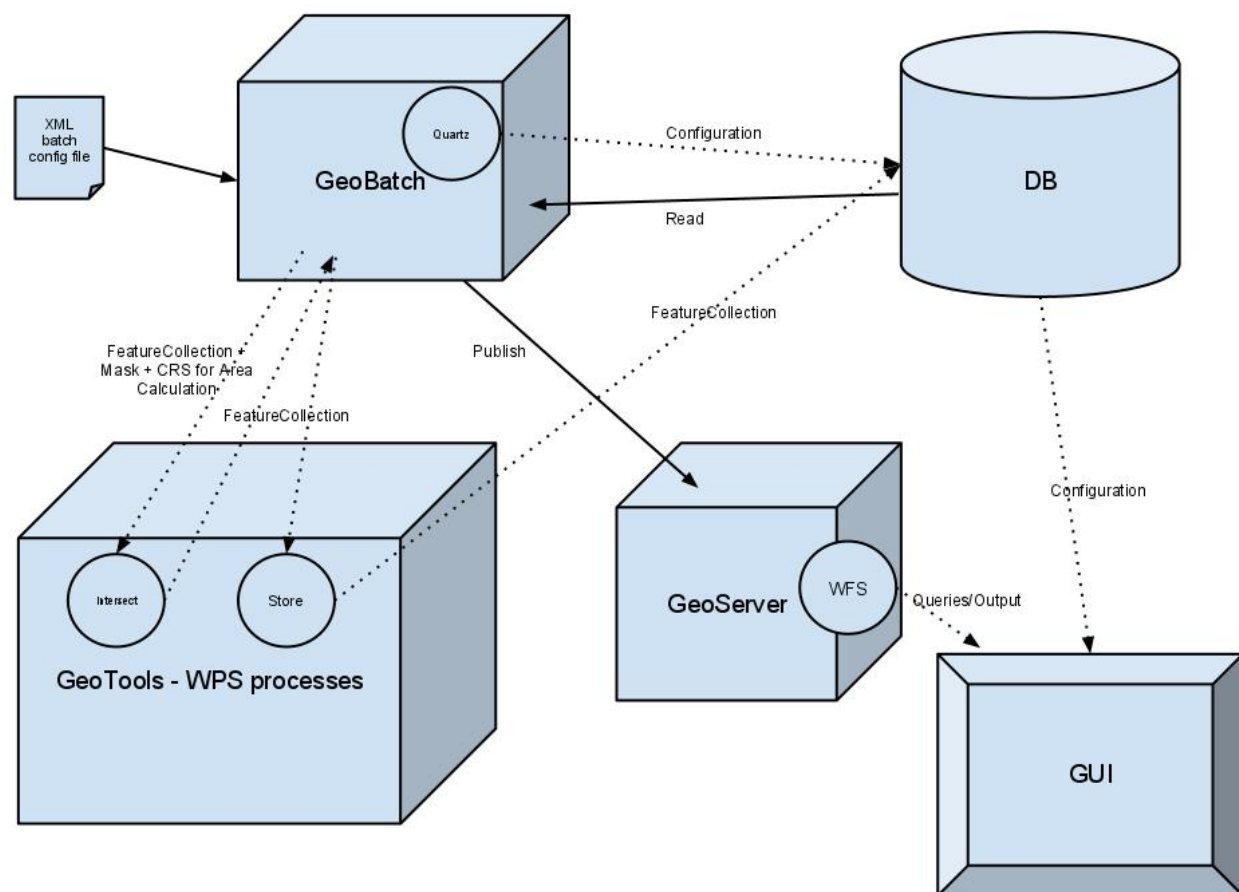 XML
batch
config file
Quartz
GeoBatch
Configuration
DB
Read
FeatureCollection
FeatureCollection +
Mask + CRS for Area
Calculation
Publish
FeatureCollection
Configuration
Intersect
Store
GeoTools - WPS processes
GeoServer
WFS
Queries/Output
GUI